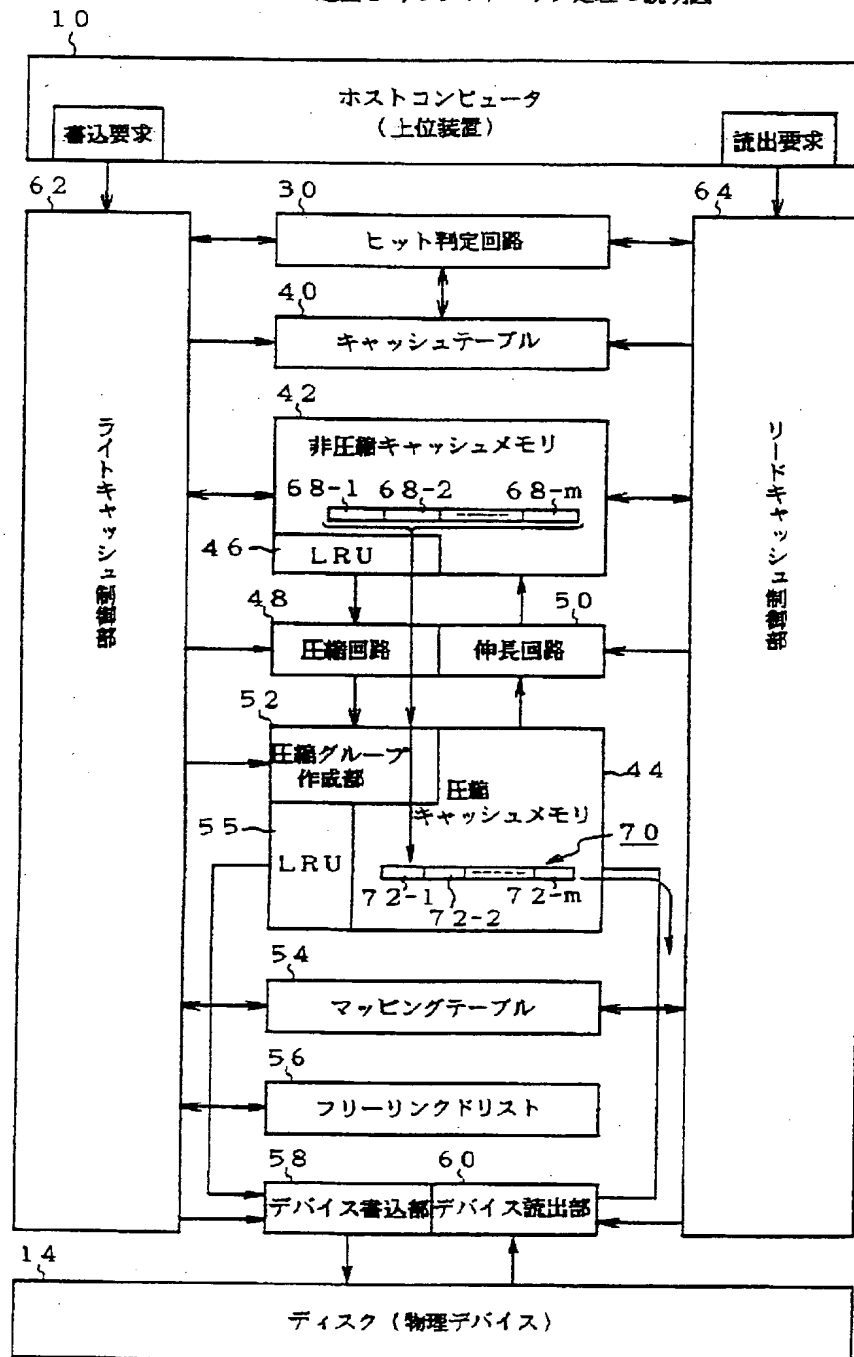 10
ホストコンピュータ
(上位装置)
書込要求
読出要求
62
30
64
ヒット判定回路
40
キャッシュテーブル
42
非圧縮キャッシュメモリ
68-1 68-2 68-m
46
LRU
ライトキャッシュ制御部
リードキャッシュ制御部
48
50
圧縮回路
伸長回路
52
圧縮グループ
作成部
圧縮
キャッシュメモリ
44
55
LRU
70
72-1
72-2
72-m
54
マッピングテーブル
56
フリーリンクドリスト
58
60
デバイス書込部
デバイス読出部
14
ディスク(物理デバイス)